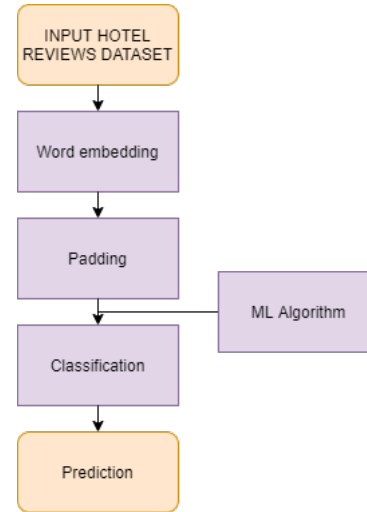 INPUT HOTEL
REVIEWS DATASET
Word embedding
Padding
ML Algorithm
Classification
Prediction